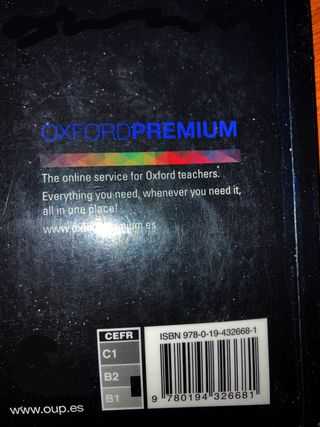 OXFORDPREMIUM
The online service for Oxford teachers.
Everything you need, whenever you need it,
all in one place!
CEFR
C1
B2
B1
ISBN 978-0-19-432668-1
9 780194 326681
www.oup.es